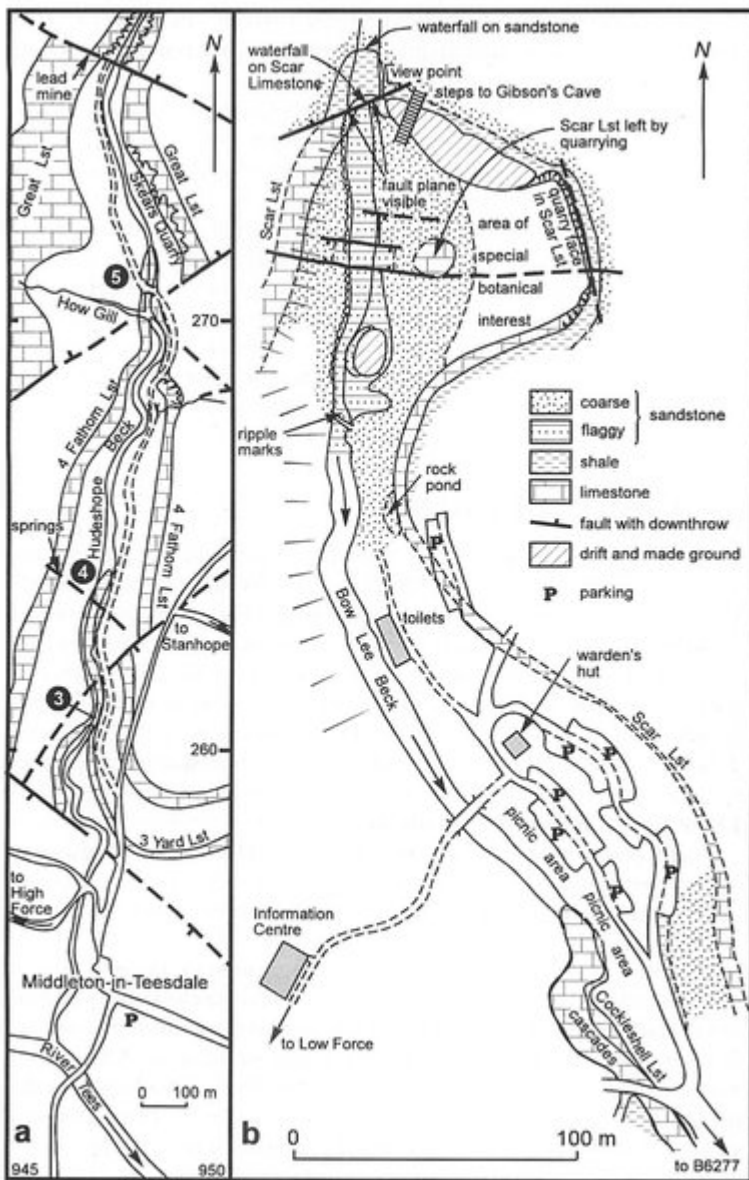 N
lead
mine
Great Lst
Great Lst
Skears Quarry
5
How Gill
270
4 Fathom Lst
Hudeshope
Beck
springs
4
4 Fathom Lst
to
Stanhope
3
260
3 Yard Lst
to
High
Force
Middleton-in-Teesdale
P
River
Tees
0 100 m
a
945 950
waterfall on sandstone
waterfall
on Scar
Limestone
view point
steps to Gibson's Cave
N
Scar Lst left by
quarrying
fault plane
visible
Scar Lst
quarry face
in Scar Lst
area of
special
botanical
interest
coarse
flaggy
sandstone
shale
limestone
fault with downthrow
drift and made ground
P parking
ripple
marks
rock
pond
P
toilets
Bow
Lee
Beck
warden's
hut
Scar Lst
P
P
P
P
P
P
picnic
area
picnic
area
Information
Centre
to Low Force
Cockleshell Lst
cascades
b
0 100 m
to B6277